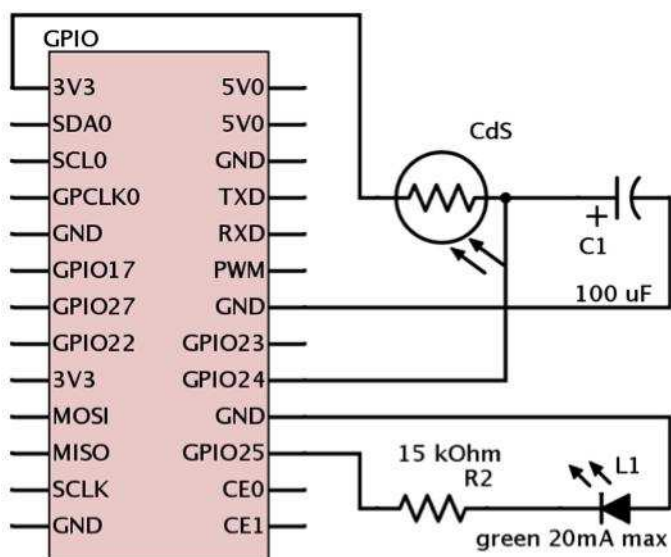 GPIO
3V3 5V0
SDA0 5V0
CdS
SCL0 GND
GPCLK0 TXD
GND RXD
+
C1
GPIO17 PWM
100 uF
GPIO27 GND
GPIO22 GPIO23
3V3 GPIO24
MOSI GND
MISO GPIO25
15 kOhm
R2
L1
SCLK CE0
GND CE1
green 20mA max